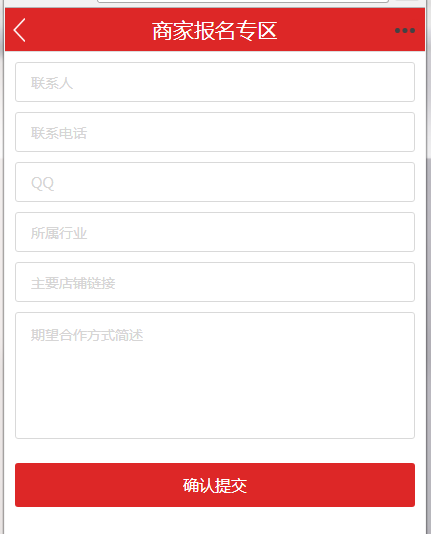 商家报名专区
联系人
联系电话
QQ
所属行业
主要店铺链接
期望合作方式简述
确认提交